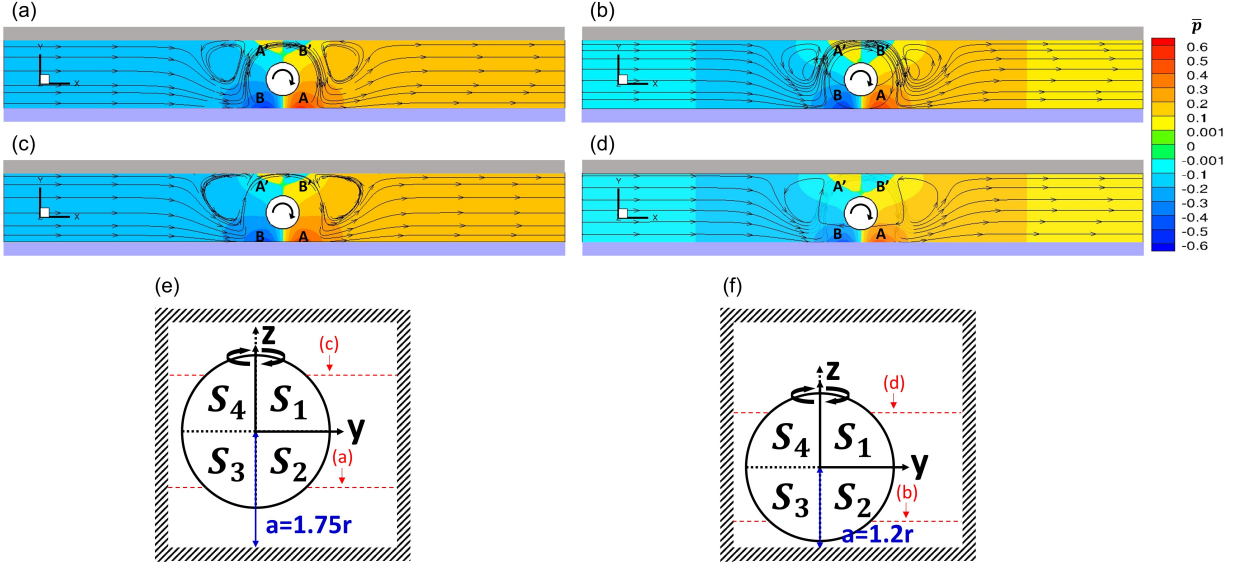 (a)
(b)
p̅
A' B'
B A
Y
X
A' B'
B A
Y
X
0.6
0.5
0.4
0.3
0.2
0.1
0.001
0
-0.001
-0.1
-0.2
-0.3
-0.4
-0.5
-0.6
(c)
(d)
A' B'
B A
Y
X
A' B'
B A
Y
X
(e)
(f)
z
(c)
S₄ S₁
y
S₃ S₂
(a)
a=1.75r
z
(d)
S₄ S₁
y
S₃ S₂
(b)
a=1.2r